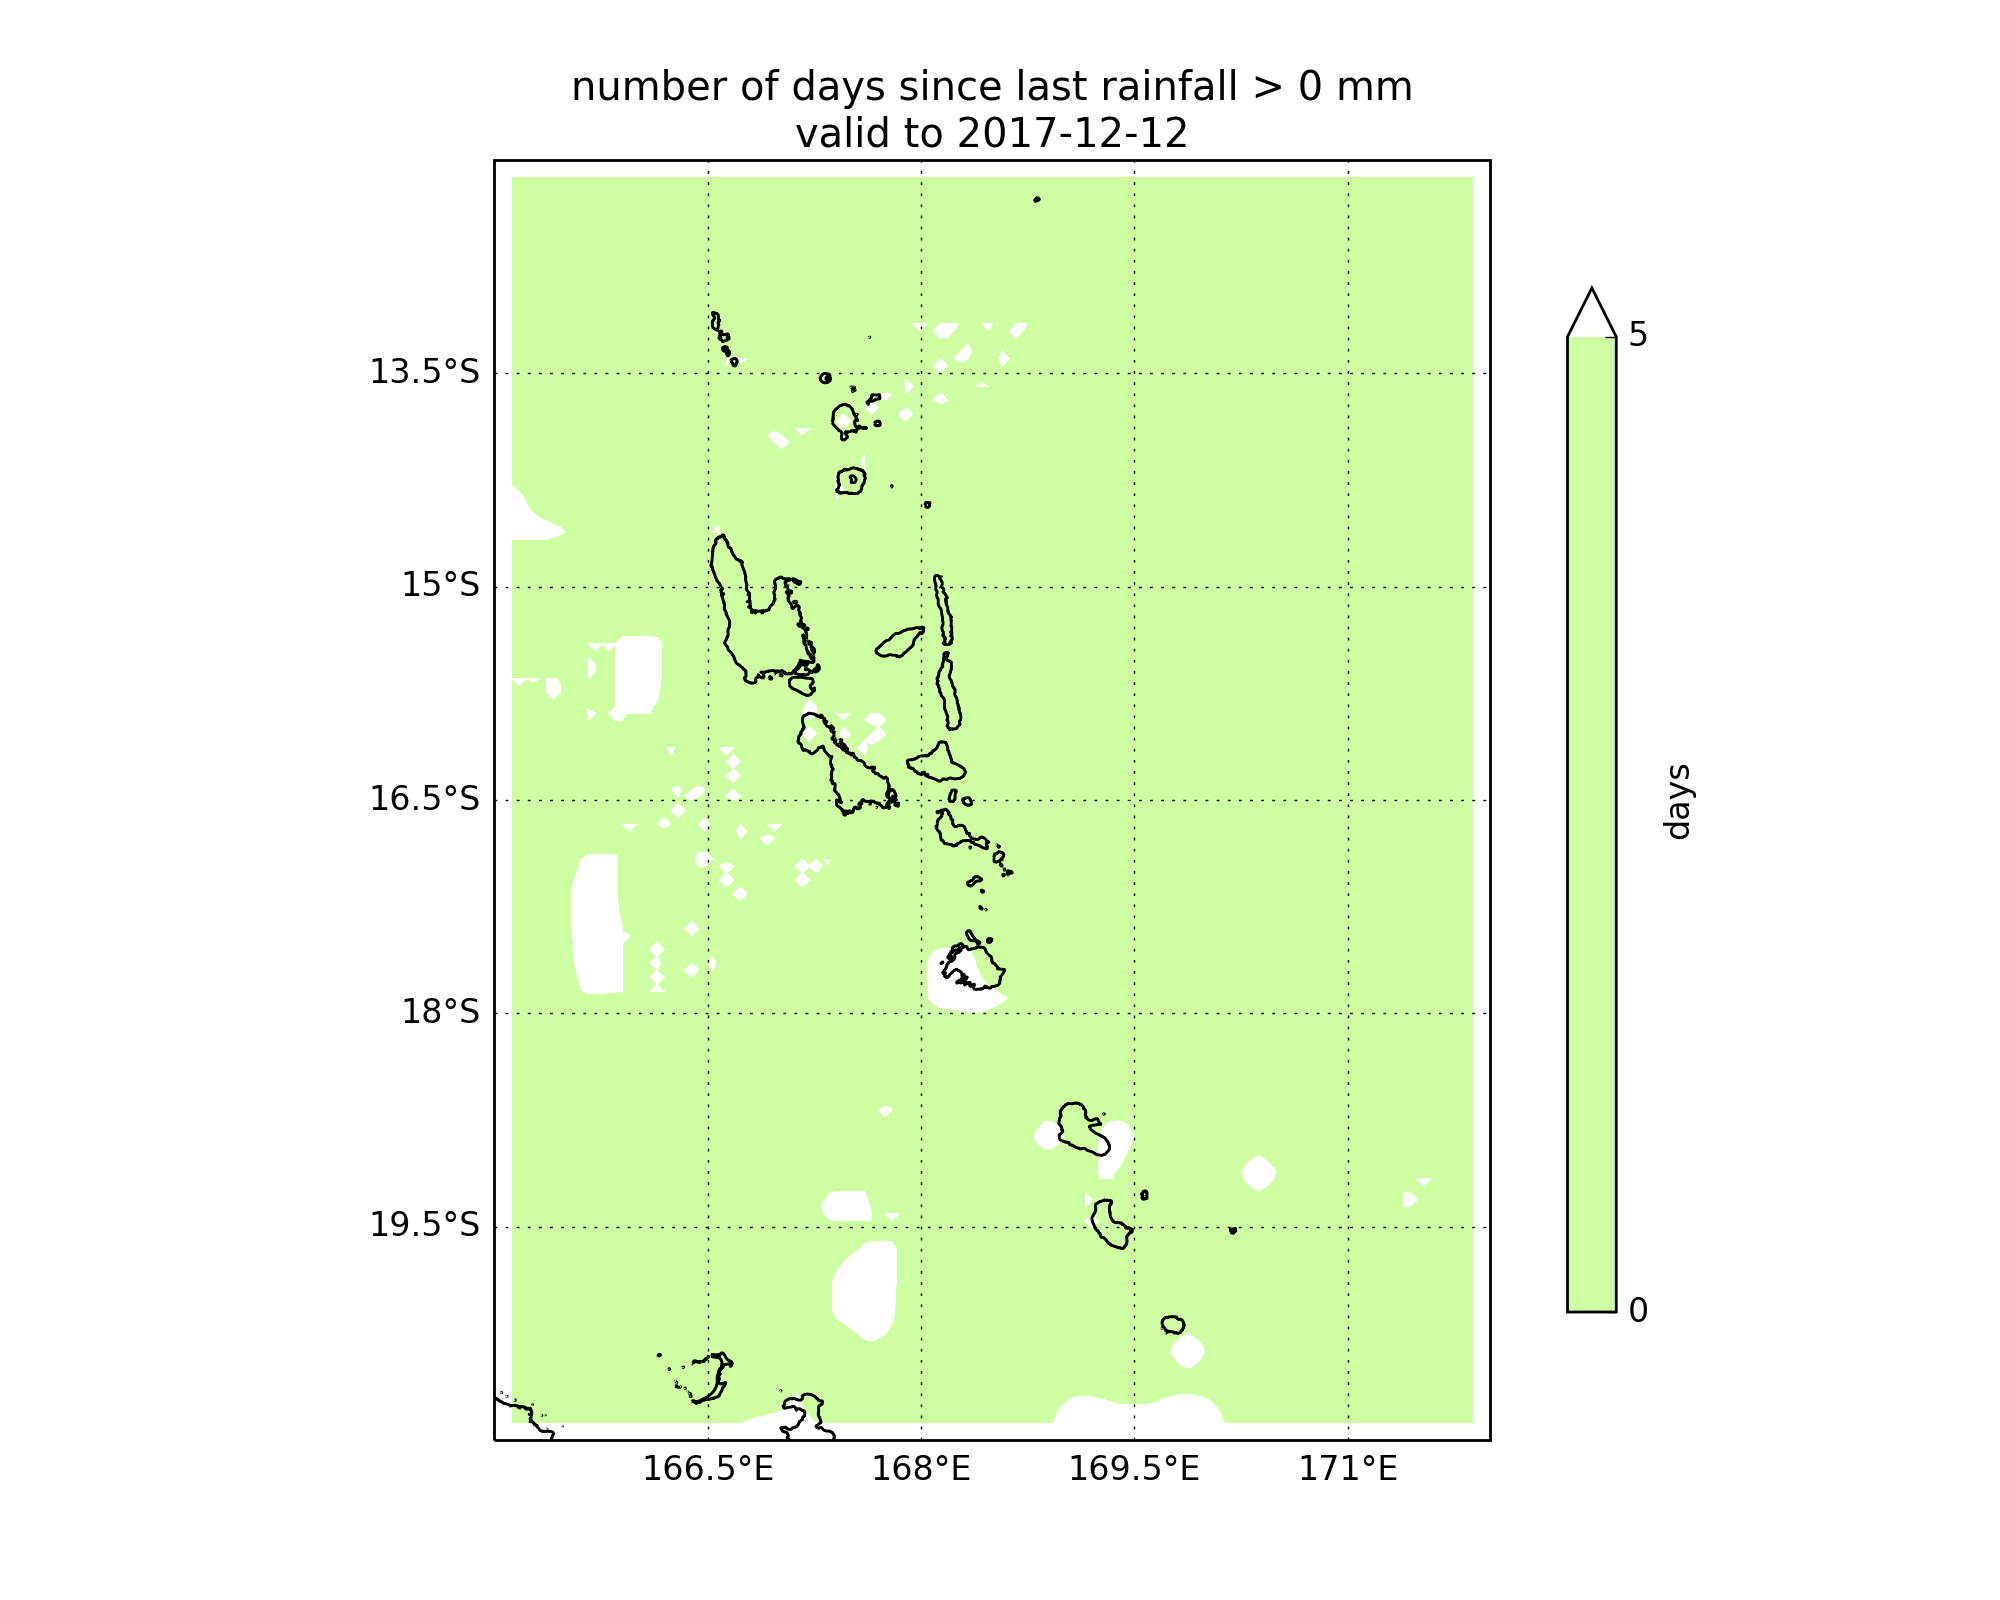 number of days since last rainfall > 0 mm
valid to 2017-12-12
13.5°S
15°S
16.5°S
18°S
19.5°S
166.5°E
168°E
169.5°E
171°E
5
0
days